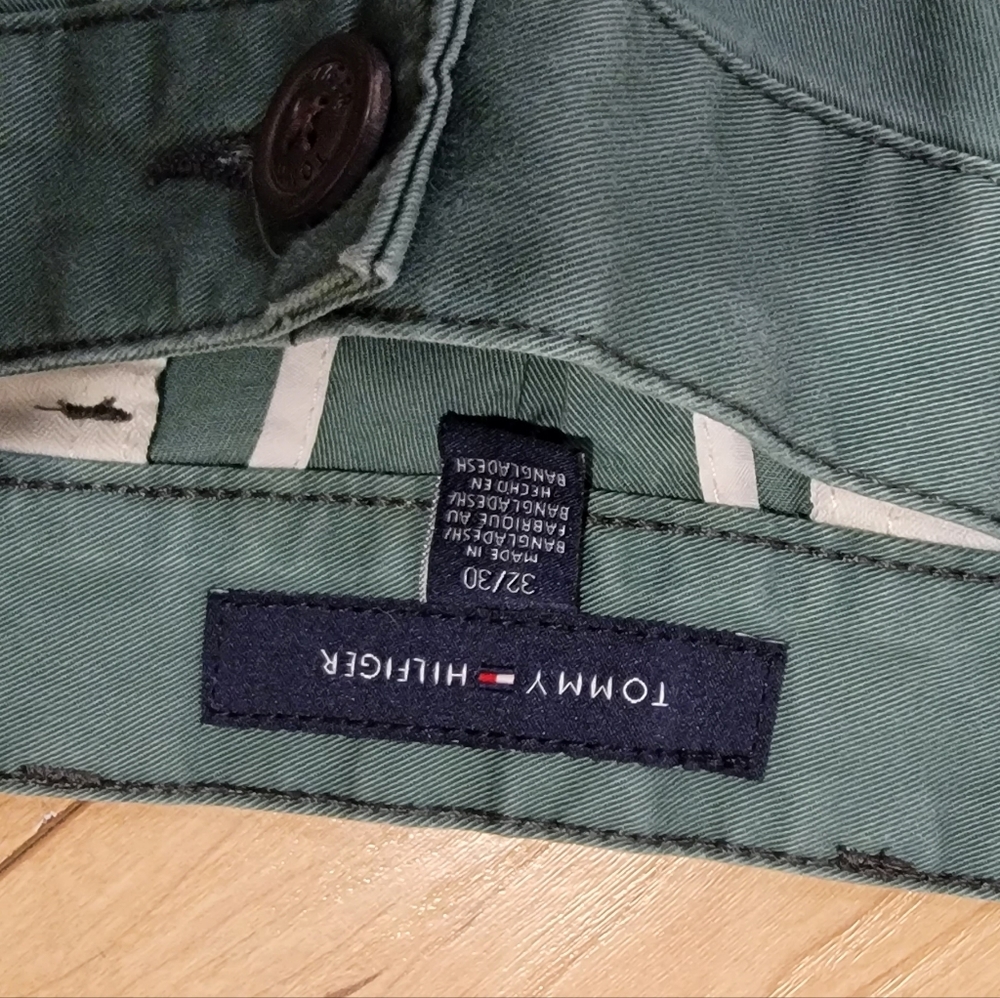 TOMMY HILFIGER
32/30
MADE IN
BANGLADESH/
FABRIQUE AU
BANGLADESH/
HECHO EN
BANGLADESH